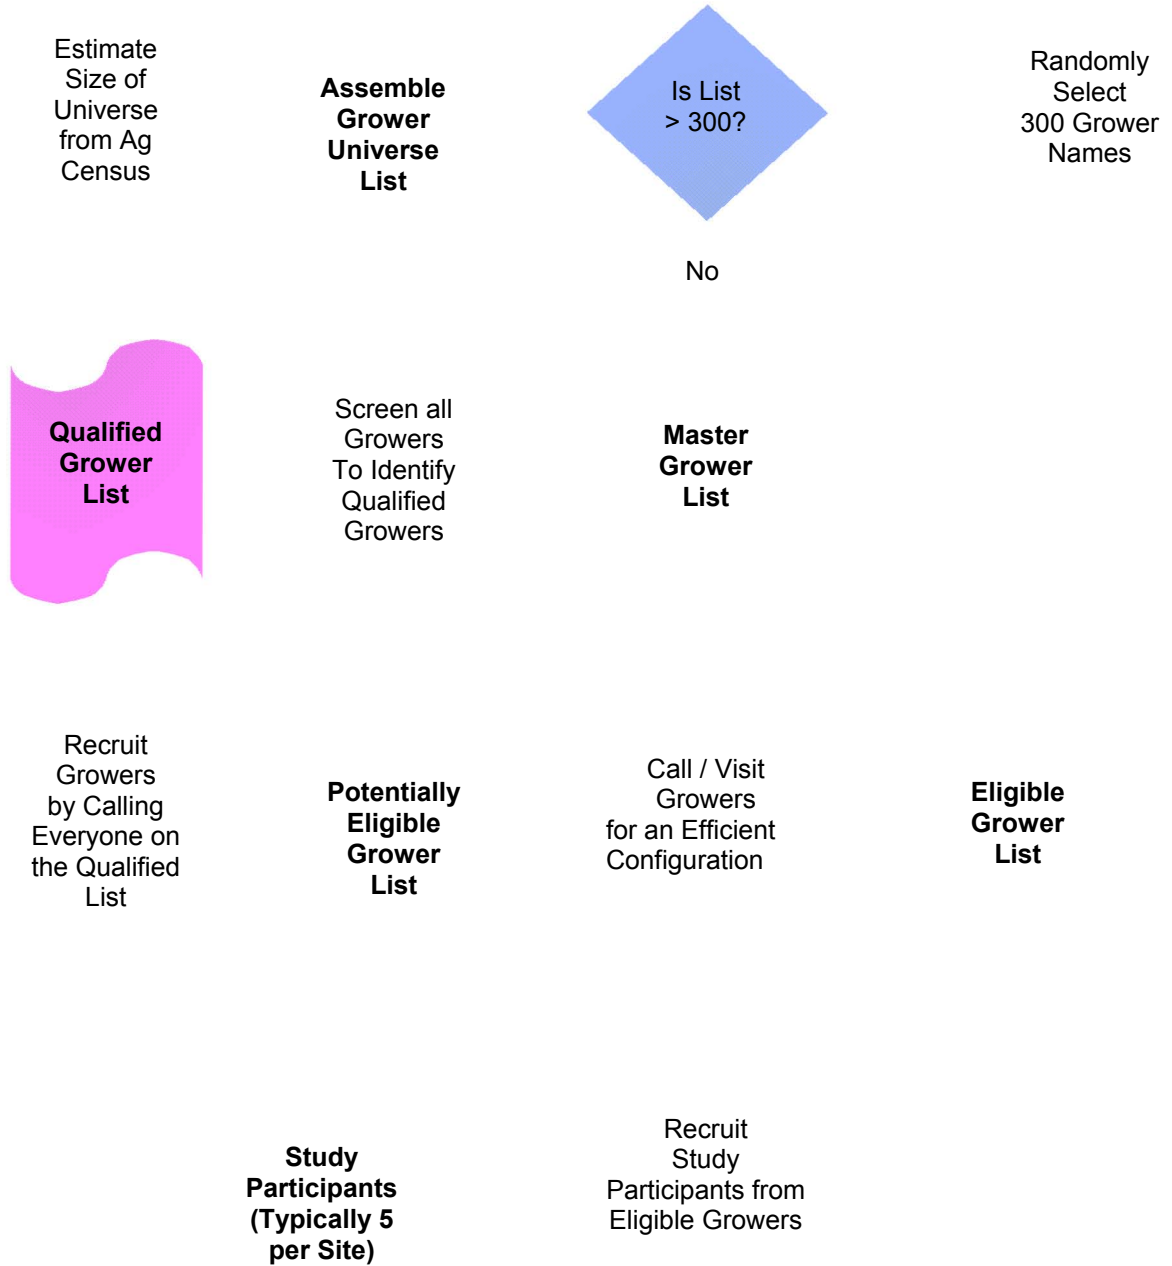 Estimate
Size of
Universe
from Ag
Census
Assemble
Grower
Universe
List
Is List
> 300?
Randomly
Select
300 Grower
Names
No
Qualified
Grower
List
Screen all
Growers
To Identify
Qualified
Growers
Master
Grower
List
Recruit
Growers
by Calling
Everyone on
the Qualified
List
Potentially
Eligible
Grower
List
Call / Visit
Growers
for an Efficient
Configuration
Eligible
Grower
List
Study
Participants
(Typically 5
per Site)
Recruit
Study
Participants from
Eligible Growers